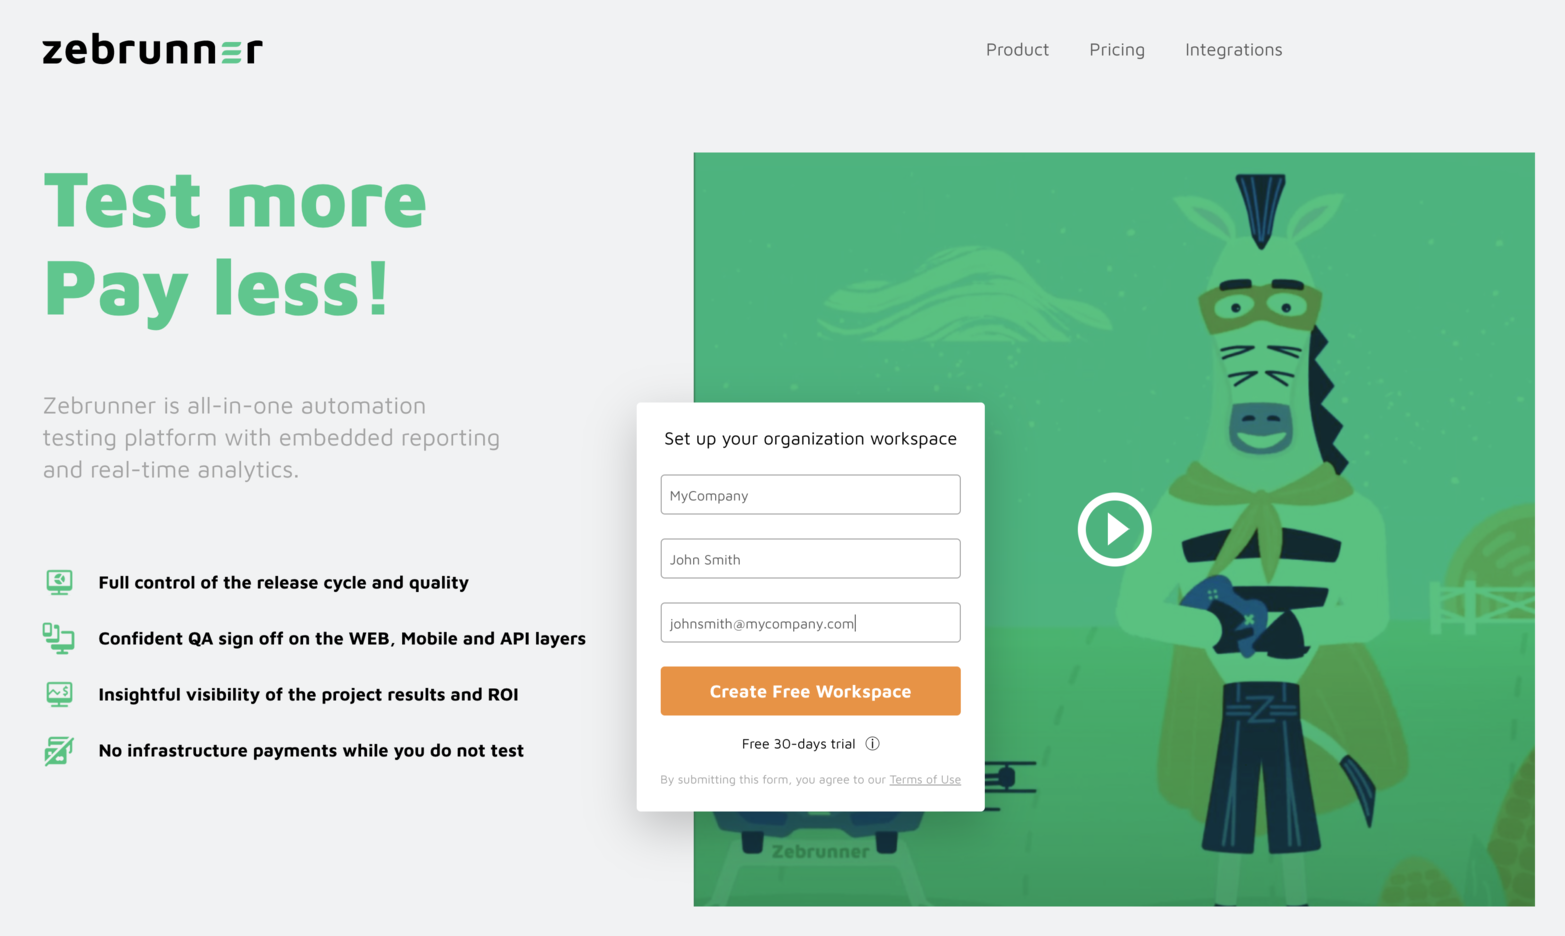 zebrunner
Product Pricing Integrations
Test more
Pay less!
Zebrunner is all-in-one automation
testing platform with embedded reporting
and real-time analytics.
Full control of the release cycle and quality
Confident QA sign off on the WEB, Mobile and API layers
Insightful visibility of the project results and ROI
No infrastructure payments while you do not test
Set up your organization workspace
MyCompany
John Smith
johnsmith@mycompany.com
Create Free Workspace
Free 30-days trial
By submitting this form, you agree to our Terms of Use
Z
Zebrunner